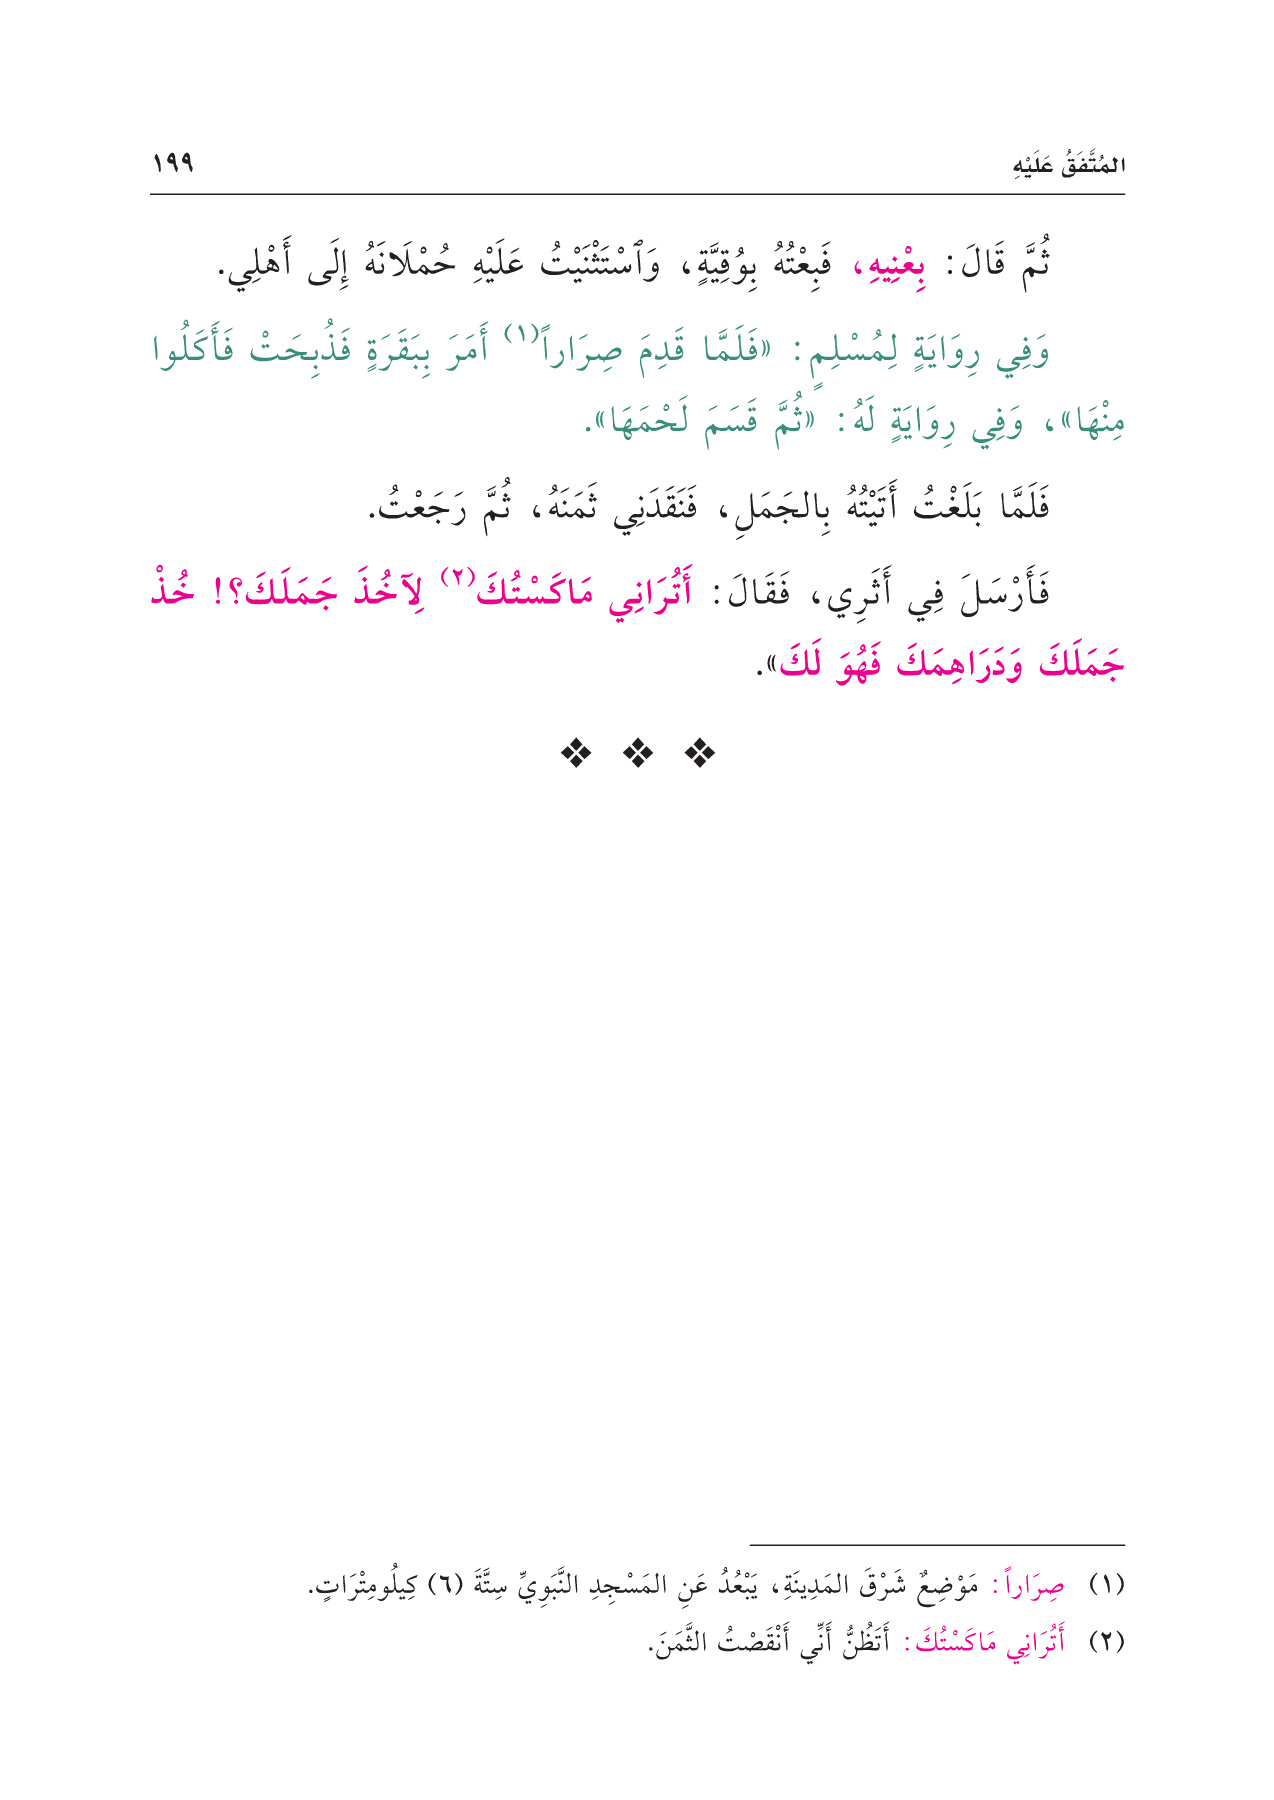 المُتَّفَقُ عَلَيْهِ ١٩٩
ثُمَّ قَالَ: بِعْنِيهِ، فَبِعْتُهُ بِوُقِيَّةٍ، وَٱسْتَثْنَيْتُ عَلَيْهِ حُمْلَانَهُ إِلَى أَهْلِي.
وَفِي رِوَايَةٍ لِمُسْلِمٍ: «فَلَمَّا قَدِمَ صِرَاراً(١) أَمَرَ بِبَقَرَةٍ فَذُبِحَتْ فَأَكَلُوا
مِنْهَا»، وَفِي رِوَايَةٍ لَهُ: «ثُمَّ قَسَمَ لَحْمَهَا».
فَلَمَّا بَلَغْتُ أَتَيْتُهُ بِالجَمَلِ، فَنَقَدَنِي ثَمَنَهُ، ثُمَّ رَجَعْتُ.
فَأَرْسَلَ فِي أَثَرِي، فَقَالَ: أَتُرَانِي مَاكَسْتُكَ(٢) لِآخُذَ جَمَلَكَ؟! خُذْ
جَمَلَكَ وَدَرَاهِمَكَ فَهُوَ لَكَ».
(١) صِرَاراً: مَوْضِعٌ شَرْقَ المَدِينَةِ، يَبْعُدُ عَنِ المَسْجِدِ النَّبَوِيِّ سِتَّةَ (٦) كِيلُومِتْرَاتٍ.
(٢) أَتُرَانِي مَاكَسْتُكَ: أَتَظُنُّ أَنِّي أَنْقَصْتُ الثَّمَنَ.